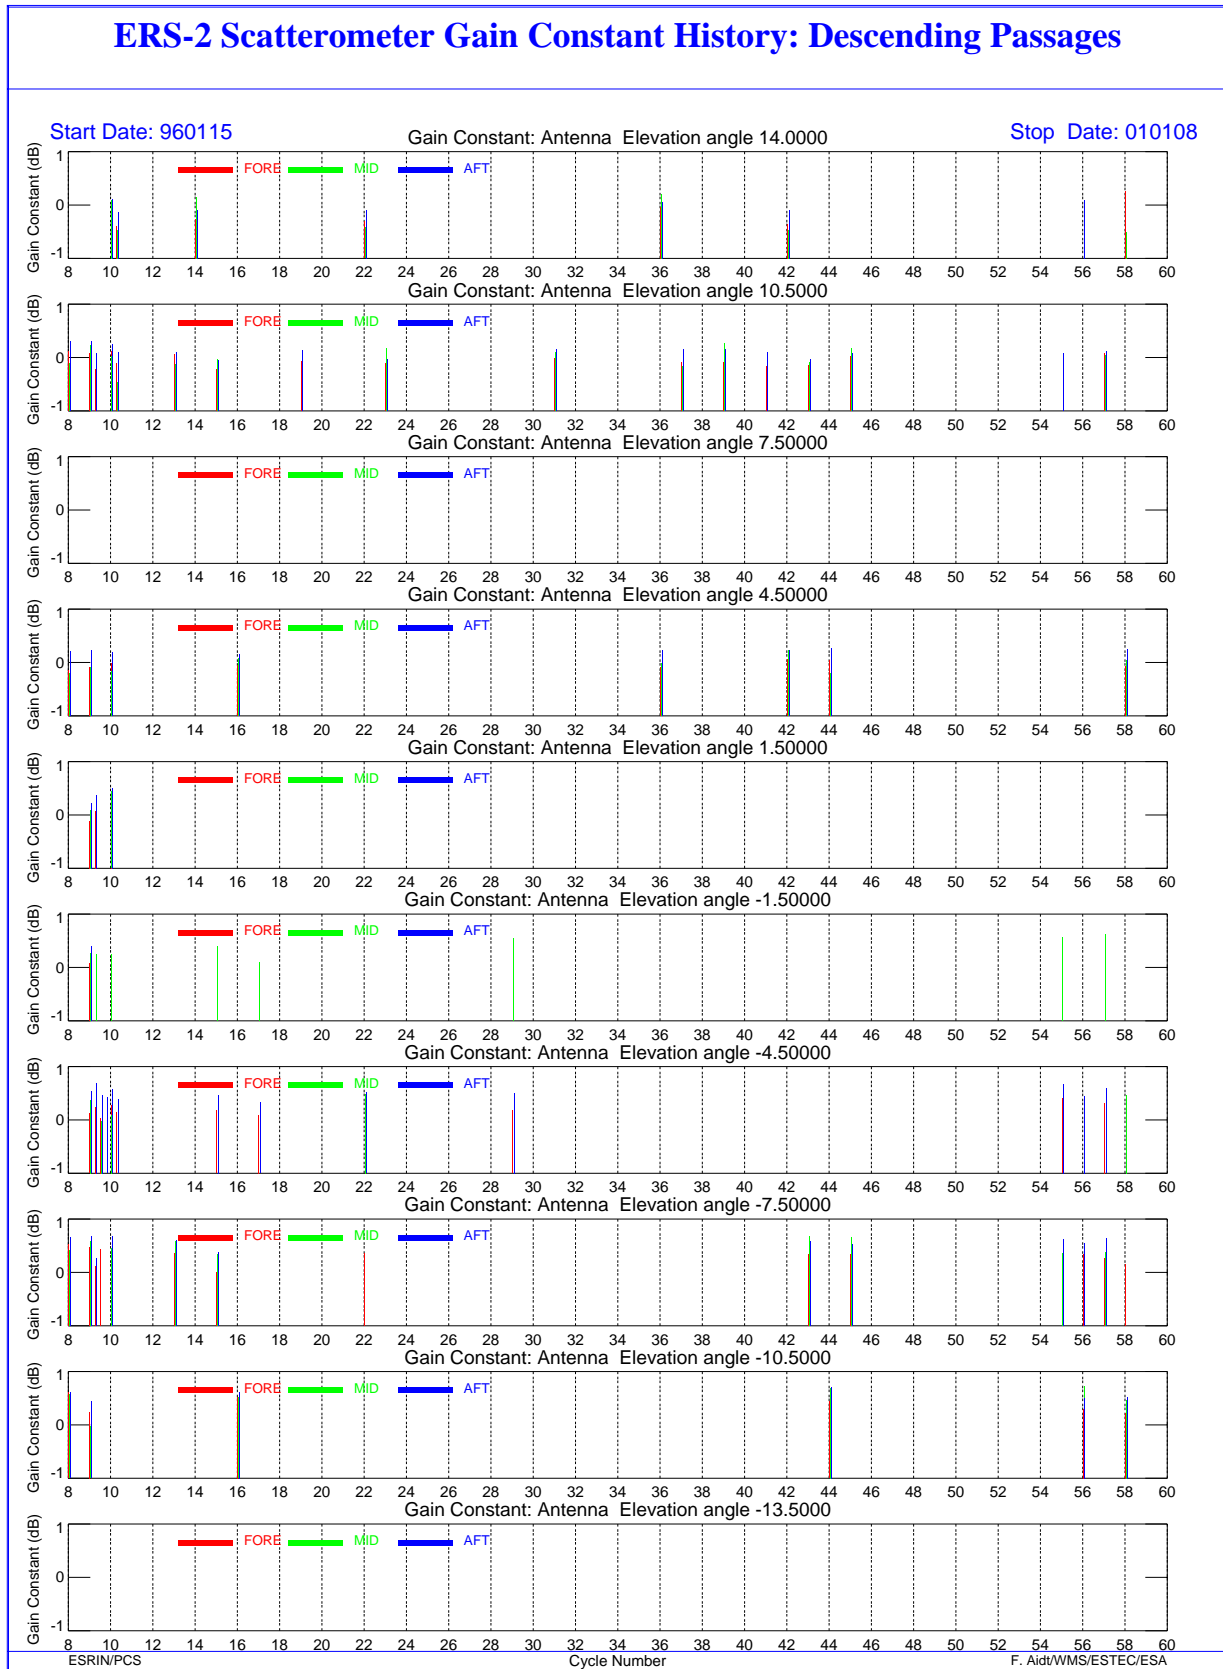 ERS-2 Scatterometer Gain Constant History: Descending Passages
Start Date: 960115
Stop Date: 010108
Gain Constant: Antenna Elevation angle 14.0000
Gain Constant (dB)
1
0
-1
FORE MID AFT
8 10 12 14 16 18 20 22 24 26 28 30 32 34 36 38 40 42 44 46 48 50 52 54 56 58 60
Gain Constant: Antenna Elevation angle 10.5000
Gain Constant (dB)
1
0
-1
FORE MID AFT
8 10 12 14 16 18 20 22 24 26 28 30 32 34 36 38 40 42 44 46 48 50 52 54 56 58 60
Gain Constant: Antenna Elevation angle 7.50000
Gain Constant (dB)
1
0
-1
FORE MID AFT
8 10 12 14 16 18 20 22 24 26 28 30 32 34 36 38 40 42 44 46 48 50 52 54 56 58 60
Gain Constant: Antenna Elevation angle 4.50000
Gain Constant (dB)
1
0
-1
FORE MID AFT
8 10 12 14 16 18 20 22 24 26 28 30 32 34 36 38 40 42 44 46 48 50 52 54 56 58 60
Gain Constant: Antenna Elevation angle 1.50000
Gain Constant (dB)
1
0
-1
FORE MID AFT
8 10 12 14 16 18 20 22 24 26 28 30 32 34 36 38 40 42 44 46 48 50 52 54 56 58 60
Gain Constant: Antenna Elevation angle -1.50000
Gain Constant (dB)
1
0
-1
FORE MID AFT
8 10 12 14 16 18 20 22 24 26 28 30 32 34 36 38 40 42 44 46 48 50 52 54 56 58 60
Gain Constant: Antenna Elevation angle -4.50000
Gain Constant (dB)
1
0
-1
FORE MID AFT
8 10 12 14 16 18 20 22 24 26 28 30 32 34 36 38 40 42 44 46 48 50 52 54 56 58 60
Gain Constant: Antenna Elevation angle -7.50000
Gain Constant (dB)
1
0
-1
FORE MID AFT
8 10 12 14 16 18 20 22 24 26 28 30 32 34 36 38 40 42 44 46 48 50 52 54 56 58 60
Gain Constant: Antenna Elevation angle -10.5000
Gain Constant (dB)
1
0
-1
FORE MID AFT
8 10 12 14 16 18 20 22 24 26 28 30 32 34 36 38 40 42 44 46 48 50 52 54 56 58 60
Gain Constant: Antenna Elevation angle -13.5000
Gain Constant (dB)
1
0
-1
FORE MID AFT
8 10 12 14 16 18 20 22 24 26 28 30 32 34 36 38 40 42 44 46 48 50 52 54 56 58 60
ESRIN/PCS
Cycle Number
F. Aidt/WMS/ESTEC/ESA